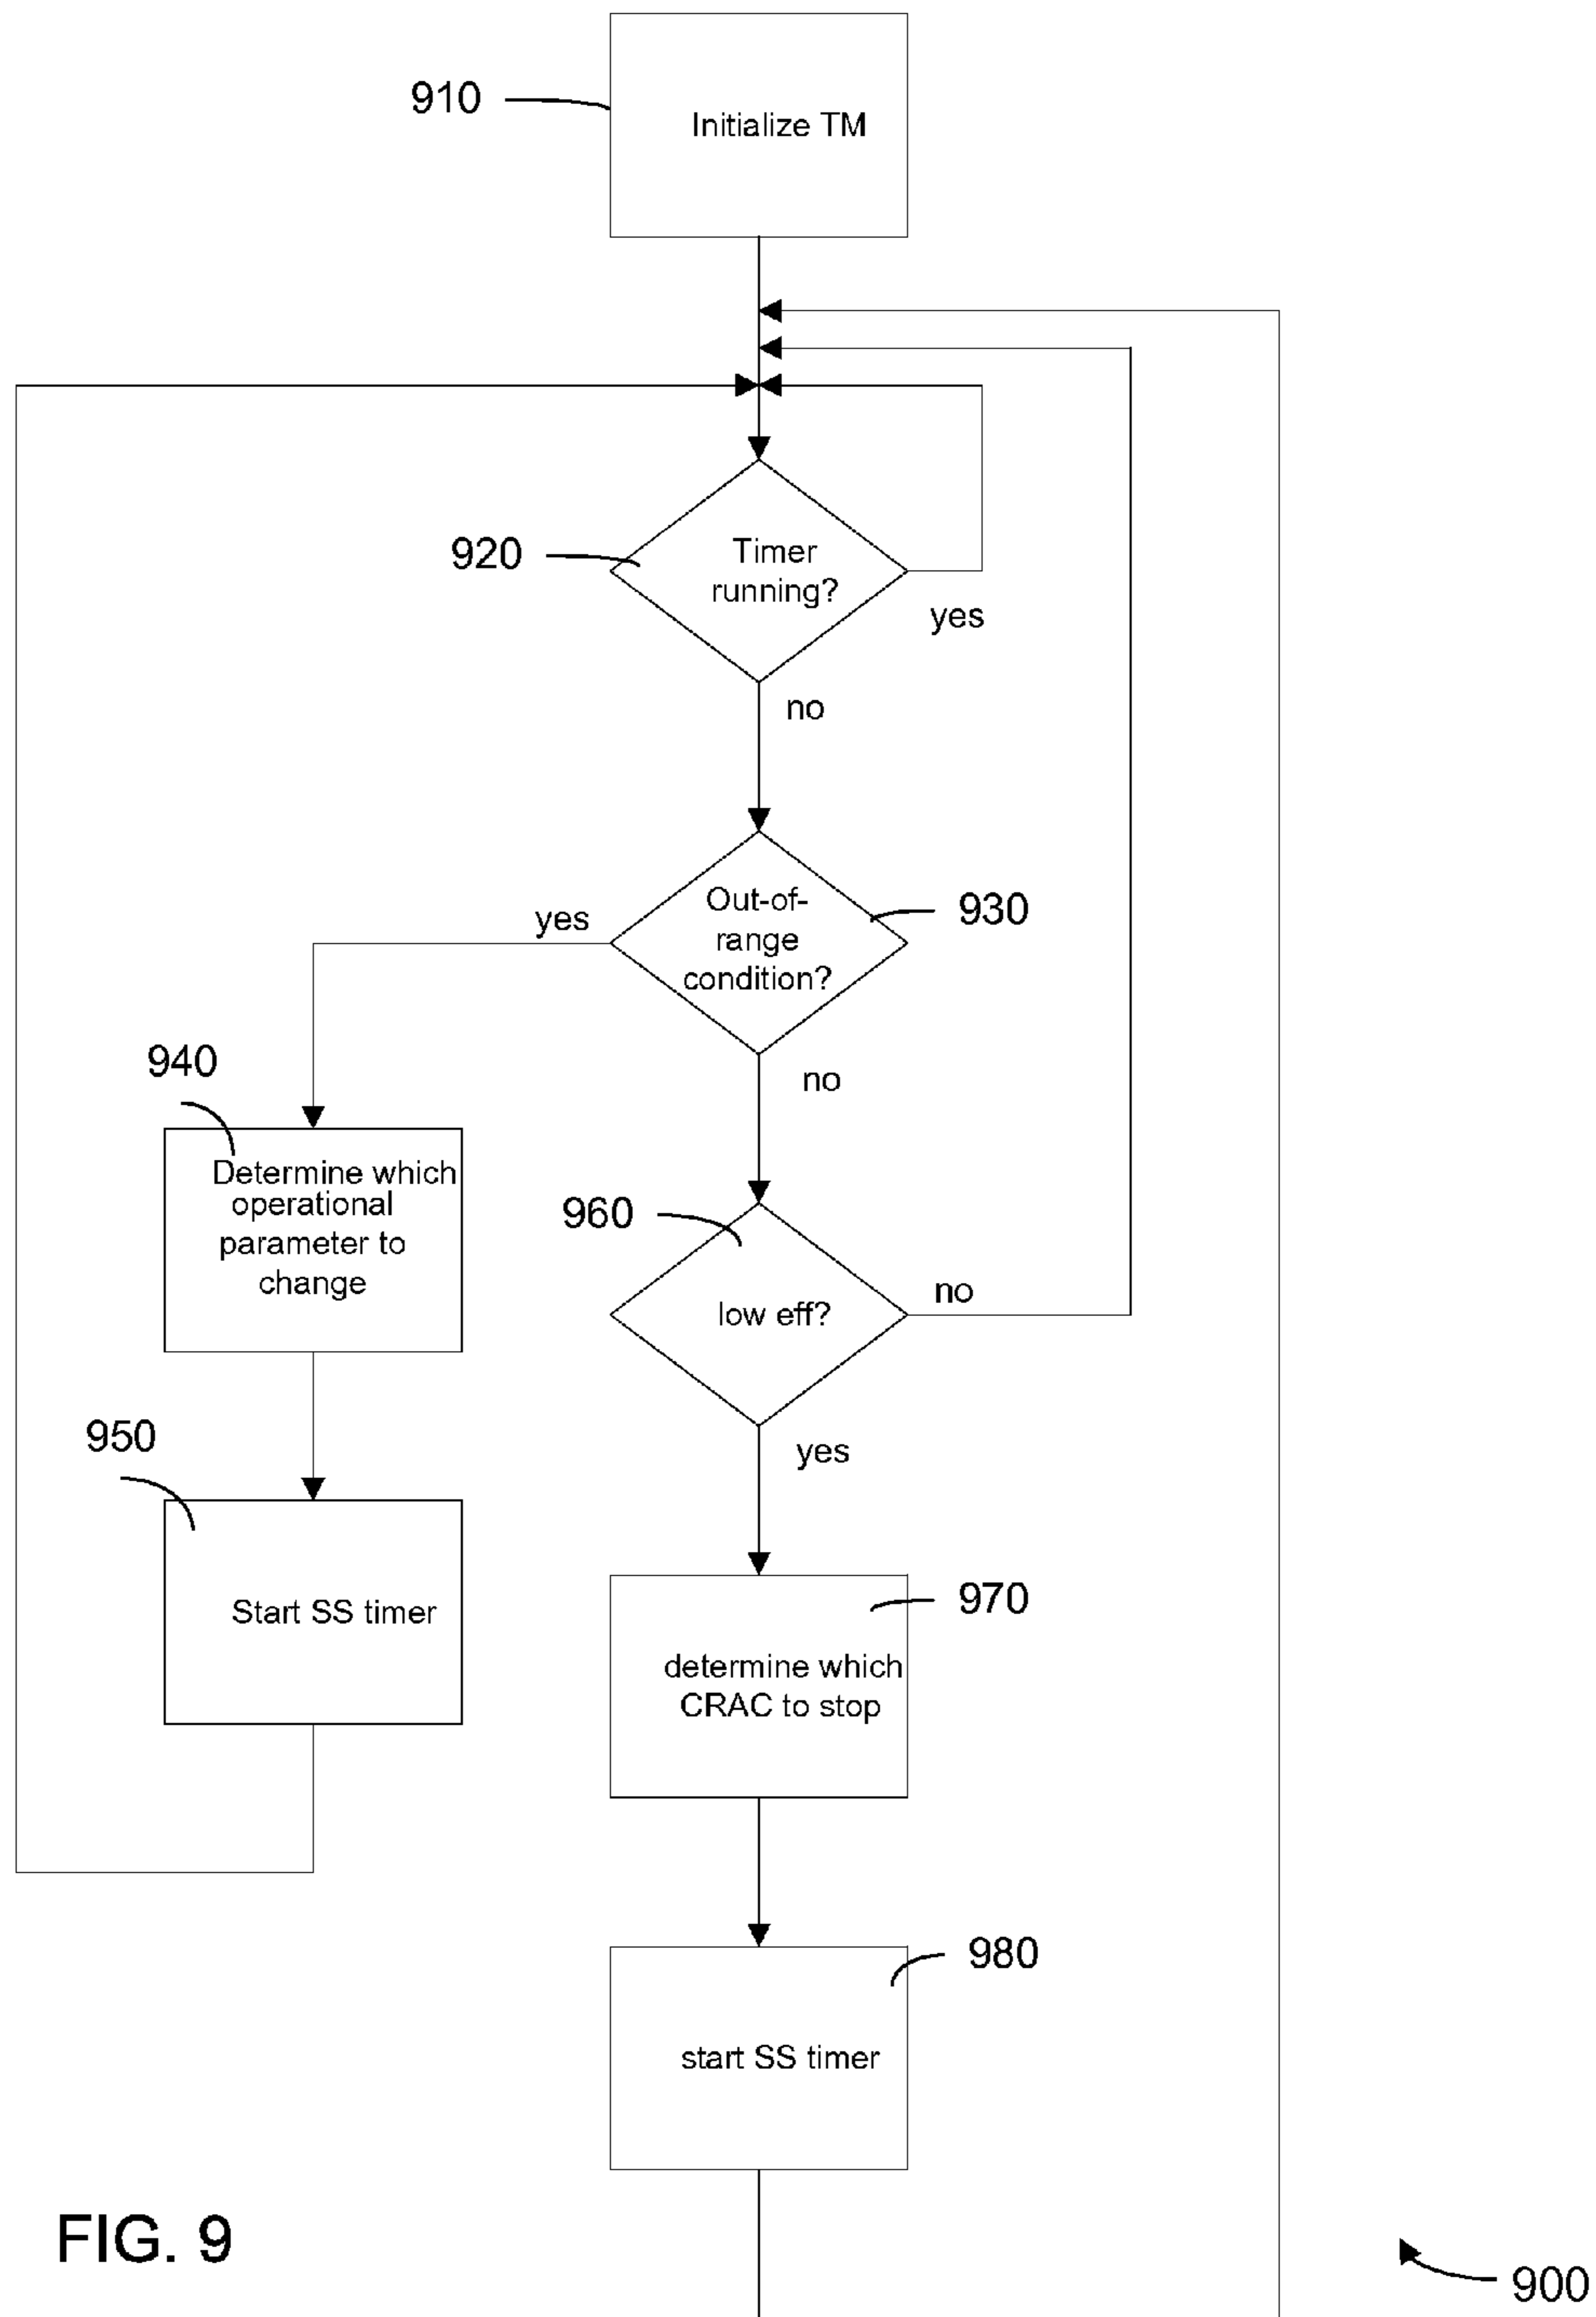 910
Initialize TM
920
Timer
running?
yes
no
Out-of-
range
condition?
930
yes
no
940
Determine which
operational
parameter to
change
960
low eff?
no
yes
950
Start SS timer
970
determine which
CRAC to stop
980
start SS timer
FIG. 9
900